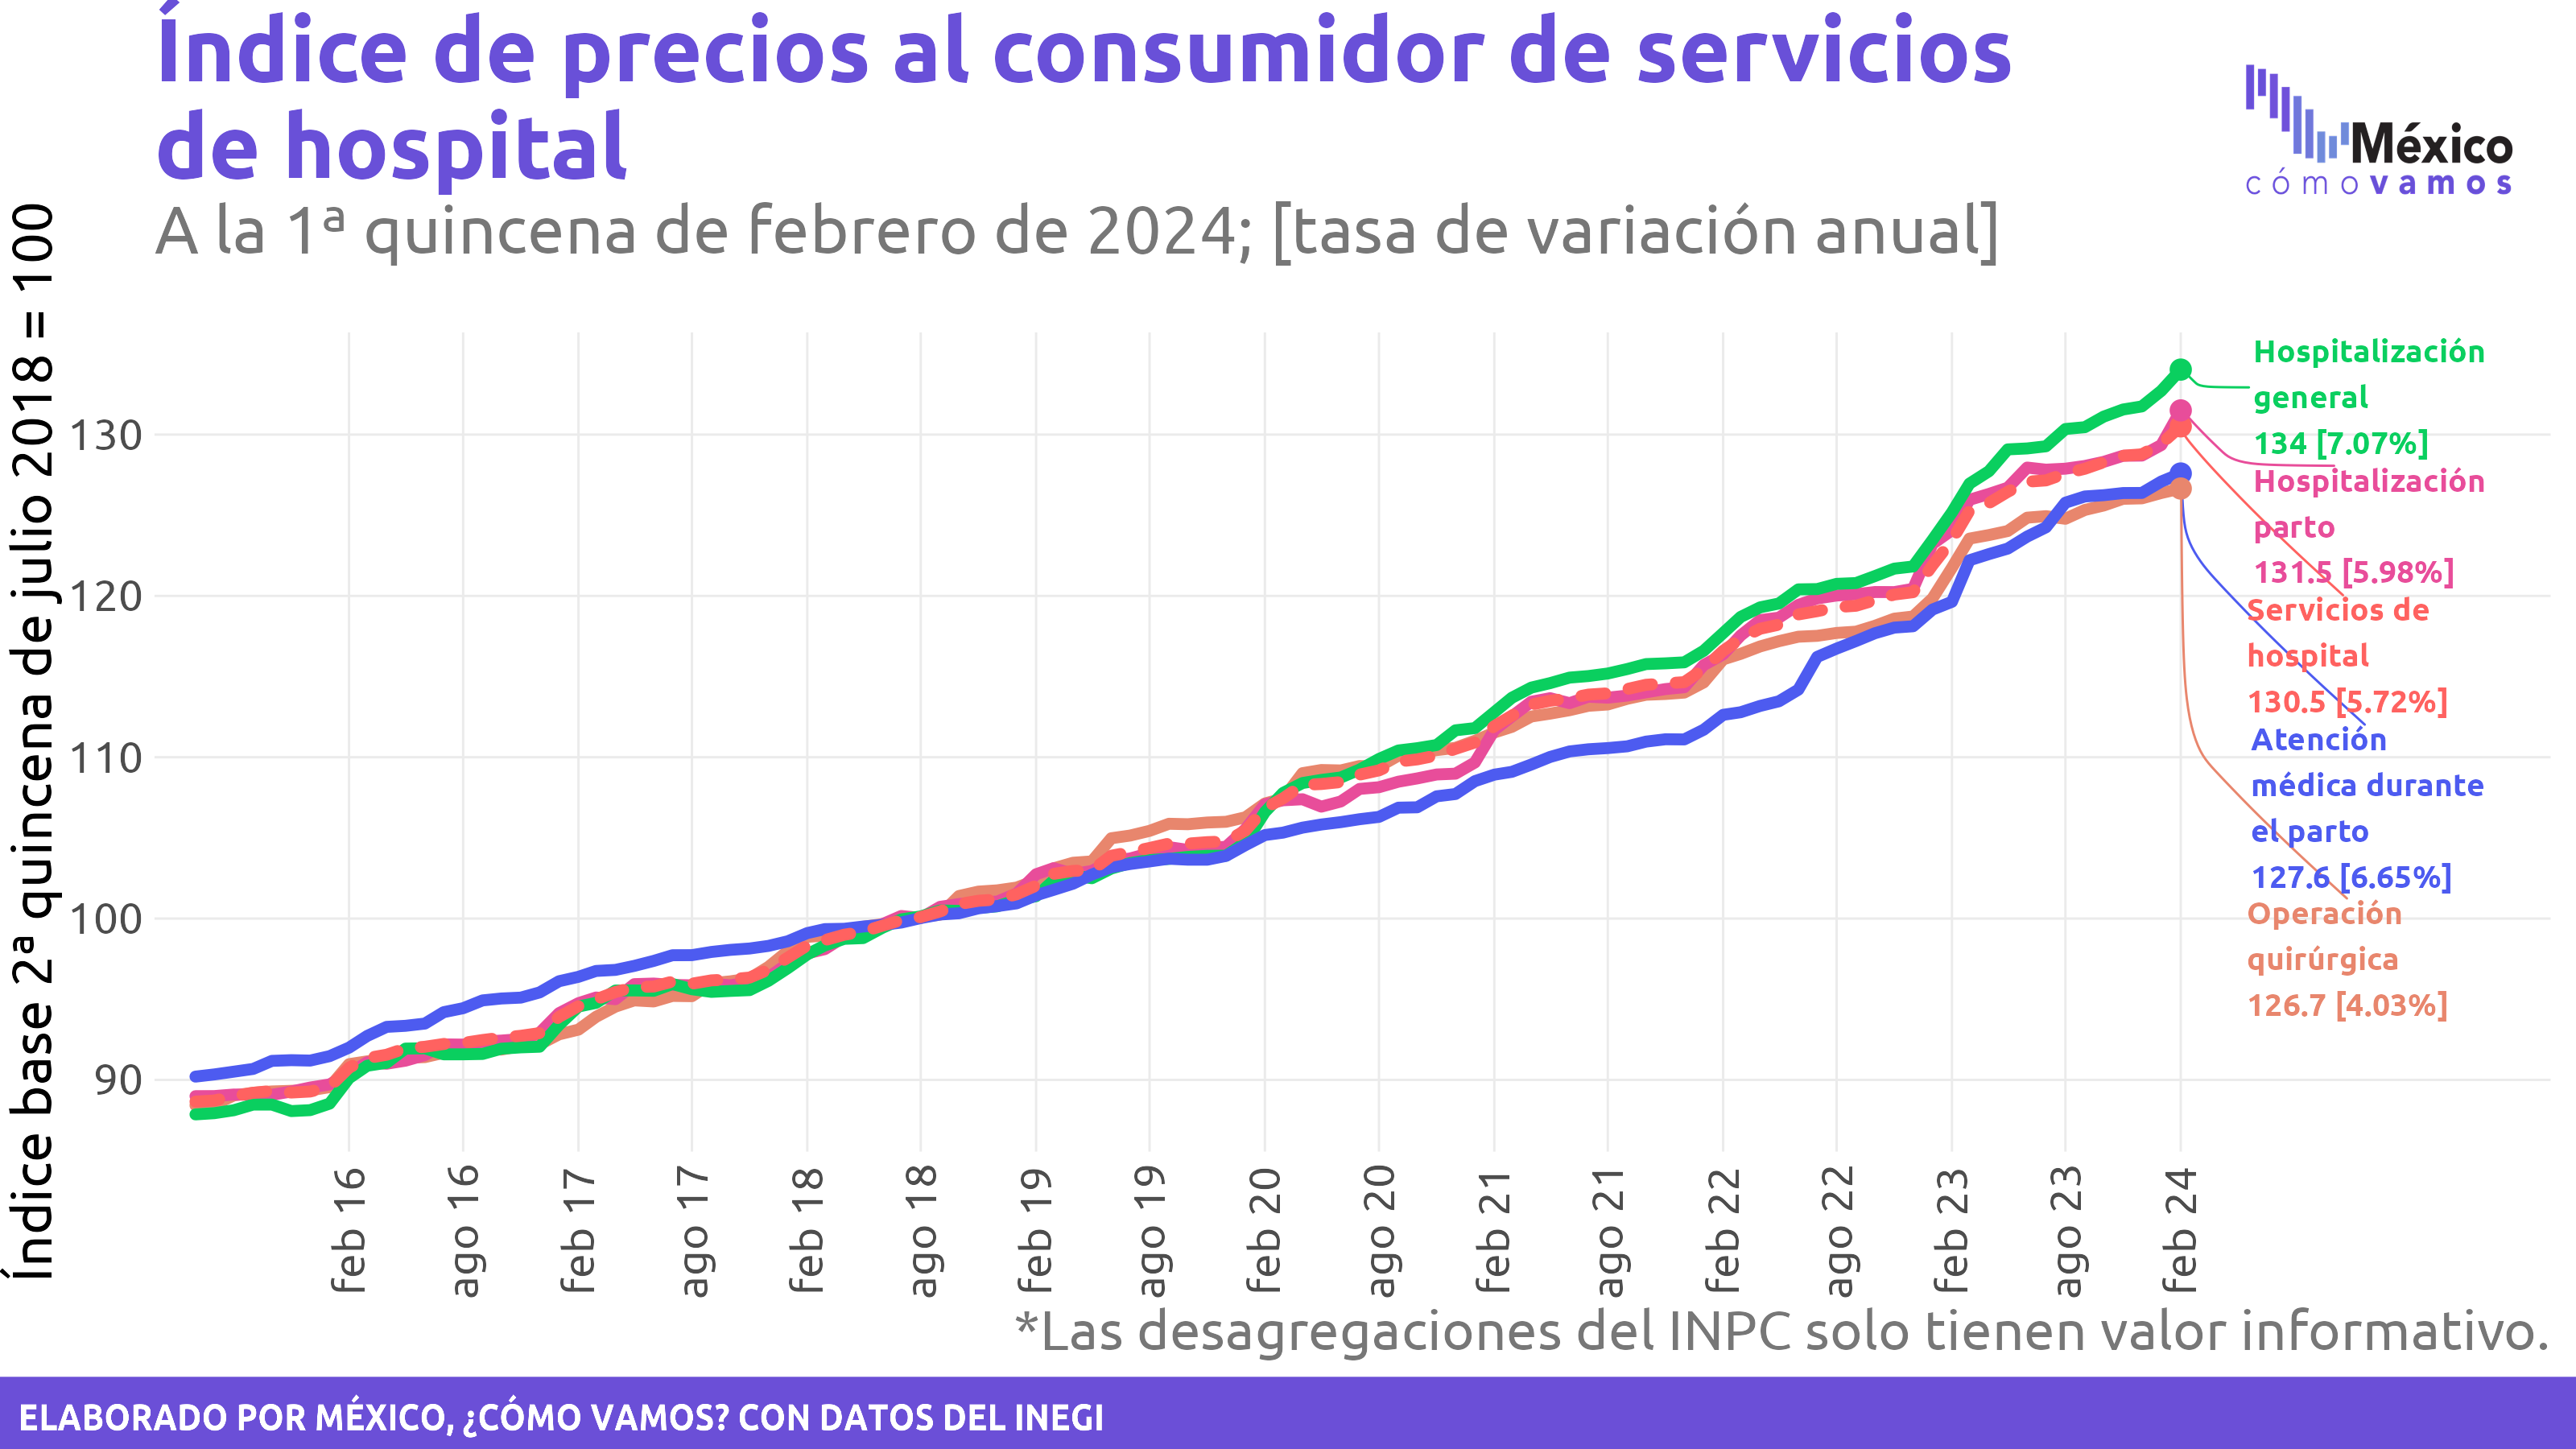 Índice de precios al consumidor de servicios
de hospital
A la 1ª quincena de febrero de 2024; [tasa de variación anual]
México
cómo vamos
Índice base 2ª quincena de julio 2018 = 100
130
120
110
100
90
Hospitalización
general
134 [7.07%]
Hospitalización
parto
131.5 [5.98%]
Servicios de
hospital
130.5 [5.72%]
Atención
médica durante
el parto
127.6 [6.65%]
Operación
quirúrgica
126.7 [4.03%]
feb 16
ago 16
feb 17
ago 17
feb 18
ago 18
feb 19
ago 19
feb 20
ago 20
feb 21
ago 21
feb 22
ago 22
feb 23
ago 23
feb 24
*Las desagregaciones del INPC solo tienen valor informativo.
ELABORADO POR MÉXICO, ¿CÓMO VAMOS? CON DATOS DEL INEGI